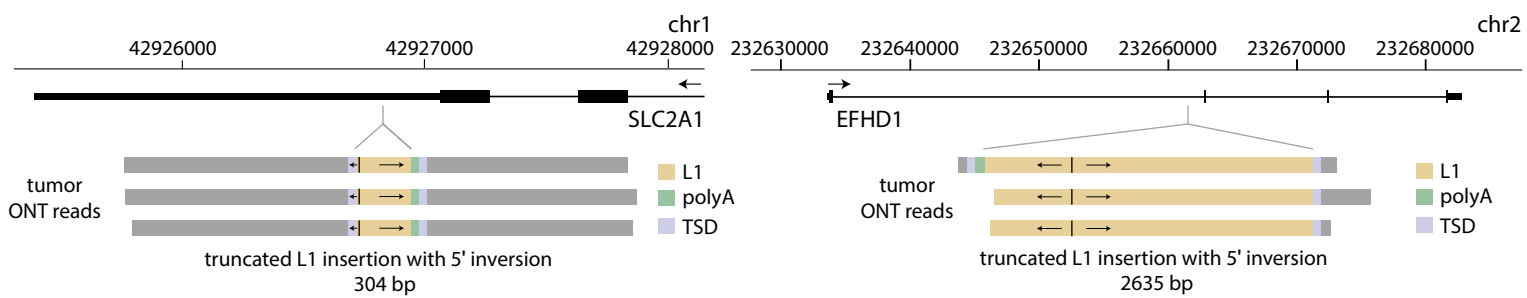 chr1
42926000 42927000 42928000
SLC2A1
tumor
ONT reads
L1
polyA
TSD
truncated L1 insertion with 5' inversion
304 bp
chr2
232630000 232640000 232650000 232660000 232670000 232680000
EFHD1
tumor
ONT reads
L1
polyA
TSD
truncated L1 insertion with 5' inversion
2635 bp